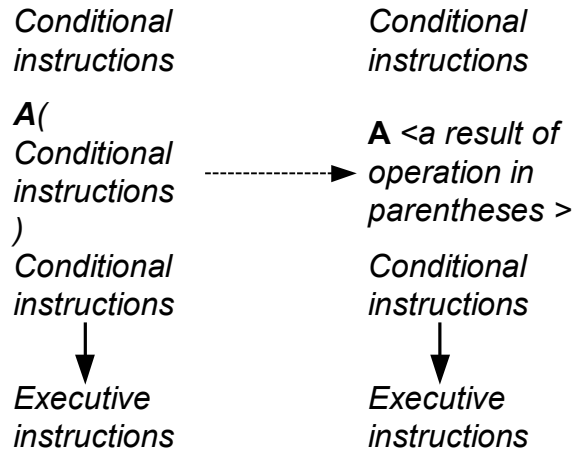 Conditional
instructions
A(
Conditional
instructions
)
Conditional
instructions
Executive
instructions
Conditional
instructions
A <a result of
operation in
parentheses >
Conditional
instructions
Executive
instructions